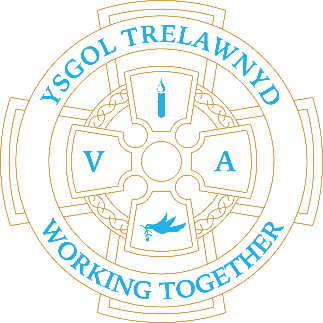 YSGOL TRELAWNYD
V A
WORKING TOGETHER